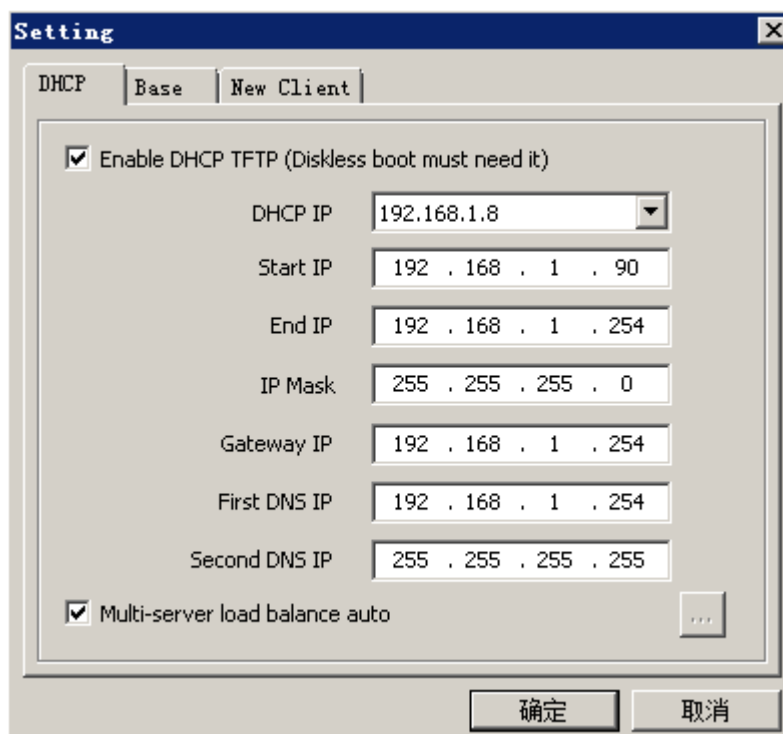 Setting
DHCP Base New Client
Enable DHCP TFTP (Diskless boot must need it)
DHCP IP 192.168.1.8
Start IP 192 . 168 . 1 . 90
End IP 192 . 168 . 1 . 254
IP Mask 255 . 255 . 255 . 0
Gateway IP 192 . 168 . 1 . 254
First DNS IP 192 . 168 . 1 . 254
Second DNS IP 255 . 255 . 255 . 255
Multi-server load balance auto ...
确定 取消